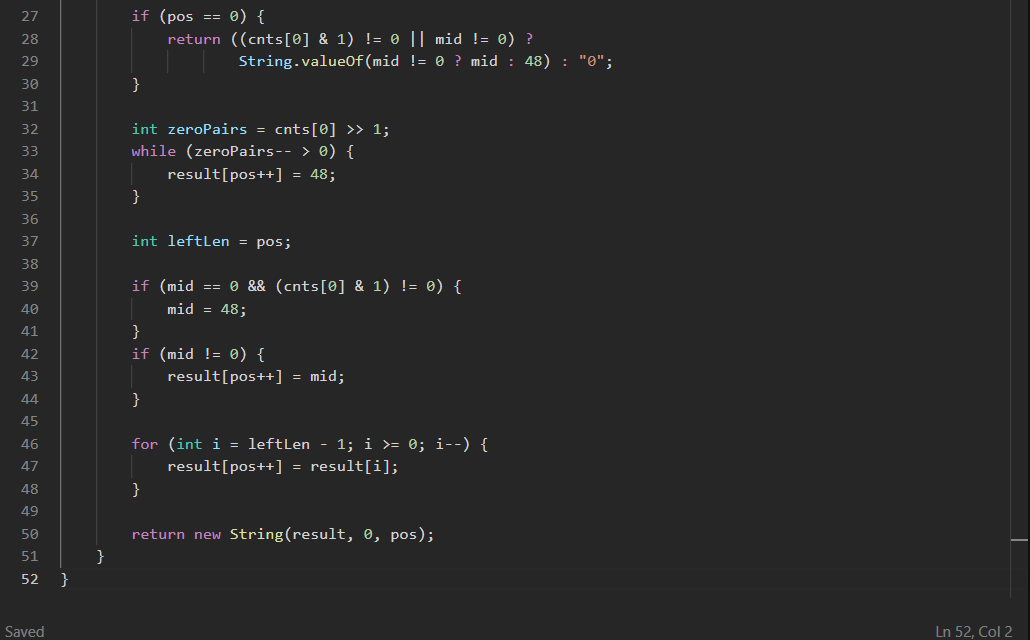 27 if (pos == 0) {
28 return ((cnts[0] & 1) != 0 || mid != 0) ?
29 String.valueOf(mid != 0 ? mid : 48) : "0";
30 }
31
32 int zeroPairs = cnts[0] >> 1;
33 while (zeroPairs-- > 0) {
34 result[pos++] = 48;
35 }
36
37 int leftLen = pos;
38
39 if (mid == 0 && (cnts[0] & 1) != 0) {
40 mid = 48;
41 }
42 if (mid != 0) {
43 result[pos++] = mid;
44 }
45
46 for (int i = leftLen - 1; i >= 0; i--) {
47 result[pos++] = result[i];
48 }
49
50 return new String(result, 0, pos);
51 }
52 }
Saved Ln 52, Col 2